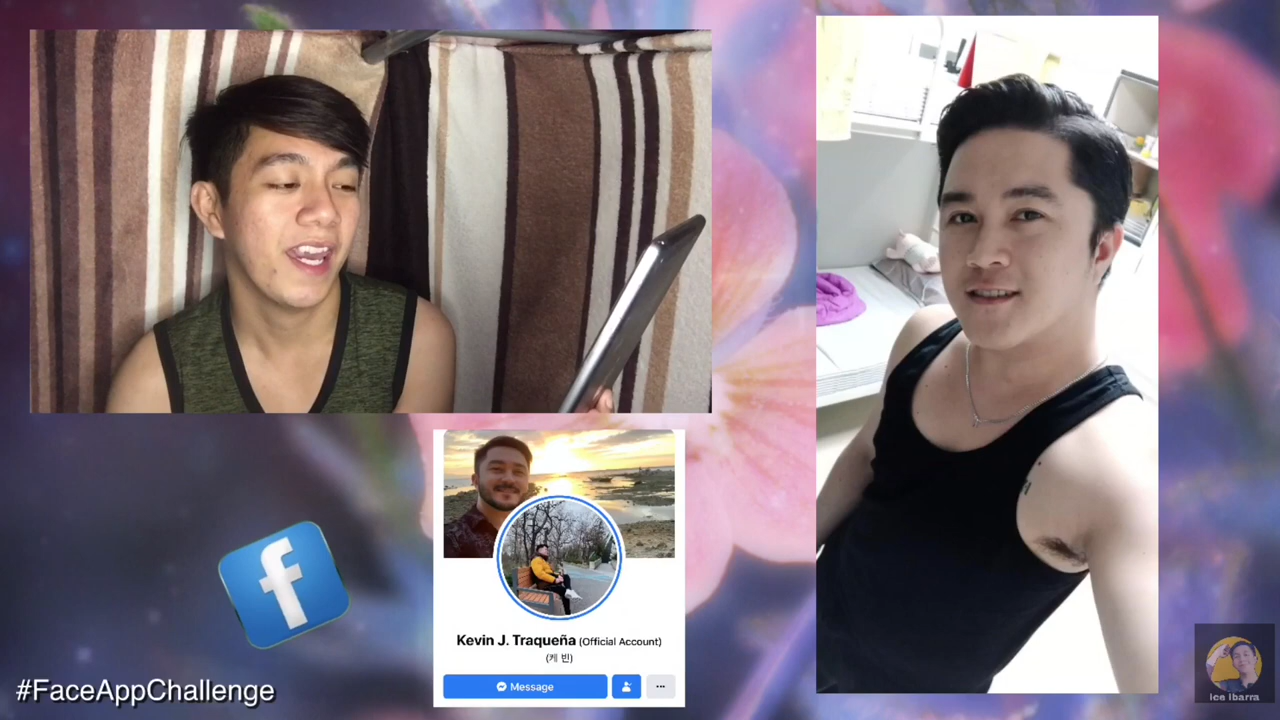 f
Kevin J. Traqueña (Official Account)
(케 빈)
Message
#FaceAppChallenge
Ice Ibarra